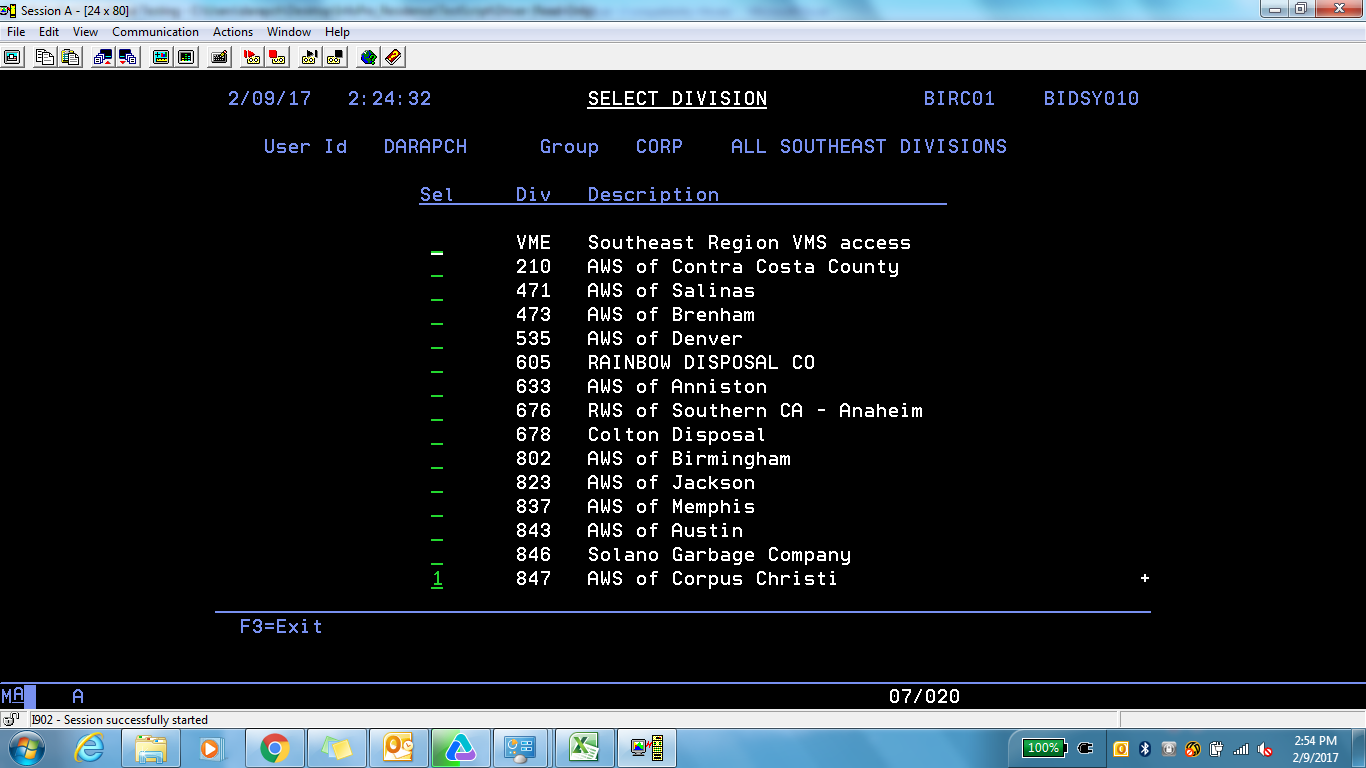 Session A - [24 x 80]
File Edit View Communication Actions Window Help
2/09/17 2:24:32 SELECT DIVISION BIRC01 BIDSY010
User Id DARAPCH Group CORP ALL SOUTHEAST DIVISIONS
Sel Div Description
_ VME Southeast Region VMS access
_ 210 AWS of Contra Costa County
_ 471 AWS of Salinas
_ 473 AWS of Brenham
_ 535 AWS of Denver
_ 605 RAINBOW DISPOSAL CO
_ 633 AWS of Anniston
_ 676 RWS of Southern CA - Anaheim
_ 678 Colton Disposal
_ 802 AWS of Birmingham
_ 823 AWS of Jackson
_ 837 AWS of Memphis
_ 843 AWS of Austin
_ 846 Solano Garbage Company
1 847 AWS of Corpus Christi +
F3=Exit
MA A 07/020
I902 - Session successfully started
100% 2:54 PM
2/9/2017